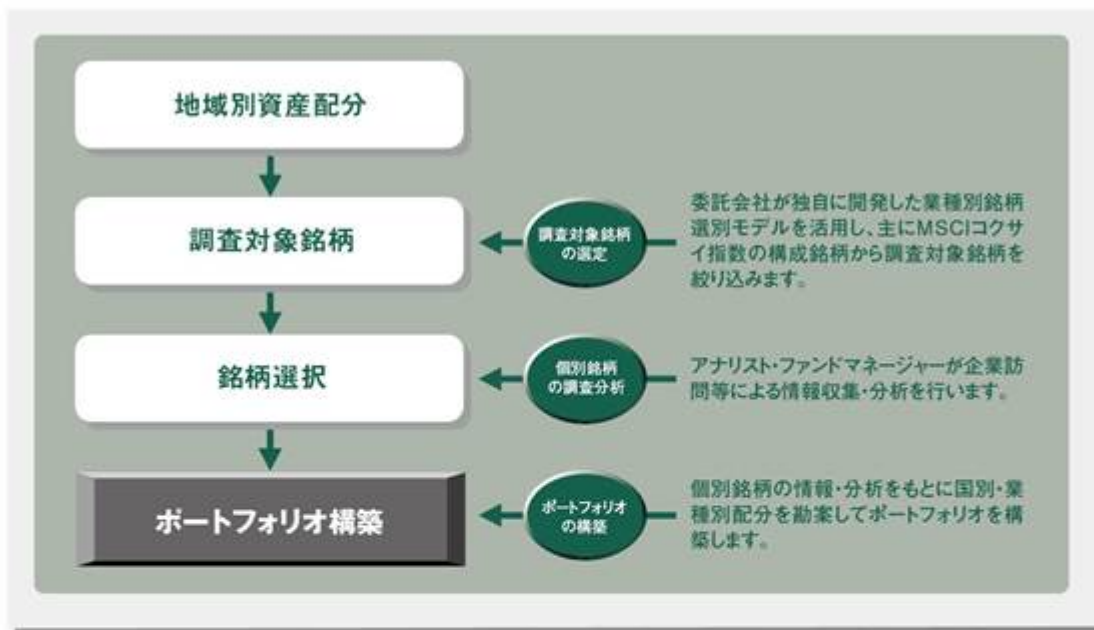 地域別資産配分
調査対象銘柄
調査対象銘柄
の選定
委託会社が独自に開発した業種別銘柄
選別モデルを活用し、主にMSCIコクサ
イ指数の構成銘柄から調査対象銘柄を
絞り込みます。
銘柄選択
個別銘柄
の調査分析
アナリスト・ファンドマネージャーが企業訪
問等による情報収集・分析を行います。
ポートフォリオ構築
ポートフォリオ
の構築
個別銘柄の情報・分析をもとに国別・業
種別配分を勘案してポートフォリオを構
築します。